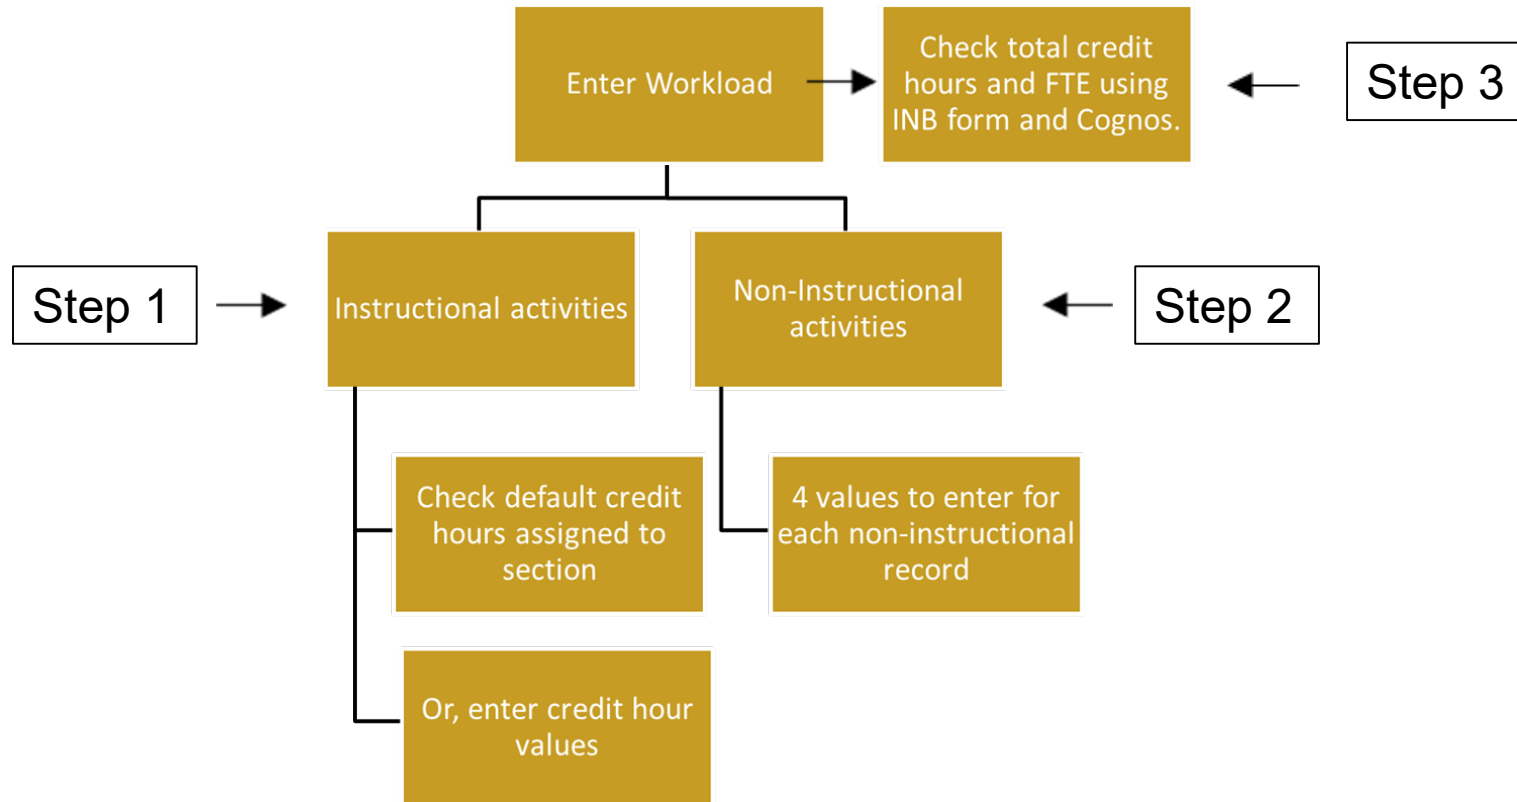 Enter Workload
Check total credit
hours and FTE using
INB form and Cognos.
Step 3
Step 1
Instructional activities
Non-Instructional
activities
Step 2
Check default credit
hours assigned to
section
4 values to enter for
each non-instructional
record
Or, enter credit hour
values